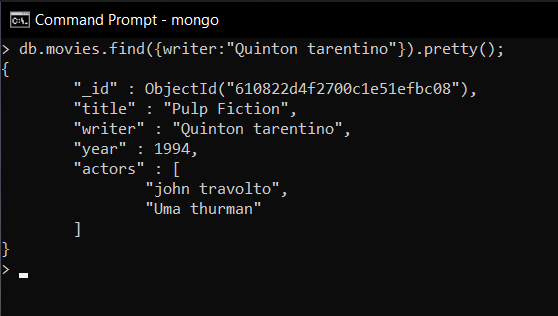 Command Prompt - mongo
> db.movies.find({writer:"Quinton tarentino"}).pretty();
{
        "_id" : ObjectId("610822d4f2700c1e51efbc08"),
        "title" : "Pulp Fiction",
        "writer" : "Quinton tarentino",
        "year" : 1994,
        "actors" : [
                "john travolto",
                "Uma thurman"
        ]
}
>